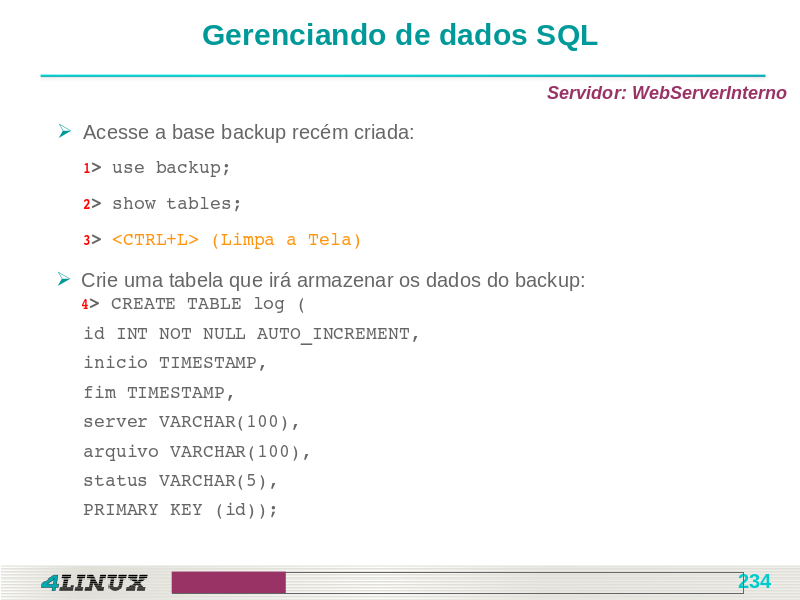 Gerenciando de dados SQL
Servidor: WebServerInterno
Acesse a base backup recém criada:
1> use backup;
2> show tables;
3> <CTRL+L> (Limpa a Tela)
Crie uma tabela que irá armazenar os dados do backup:
4> CREATE TABLE log (
id INT NOT NULL AUTO_INCREMENT,
inicio TIMESTAMP,
fim TIMESTAMP,
server VARCHAR(100),
arquivo VARCHAR(100),
status VARCHAR(5),
PRIMARY KEY (id));
4LINUX
234